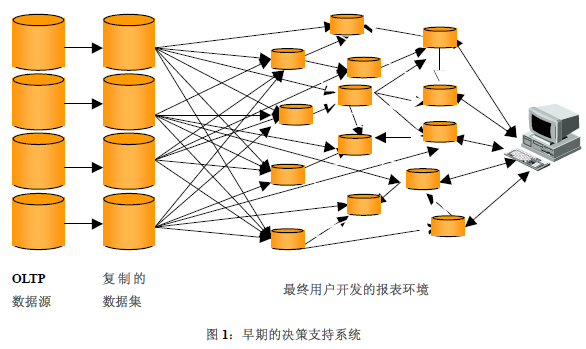 OLTP
数据源
复制的
数据集
最终用户开发的报表环境
图 1：早期的决策支持系统